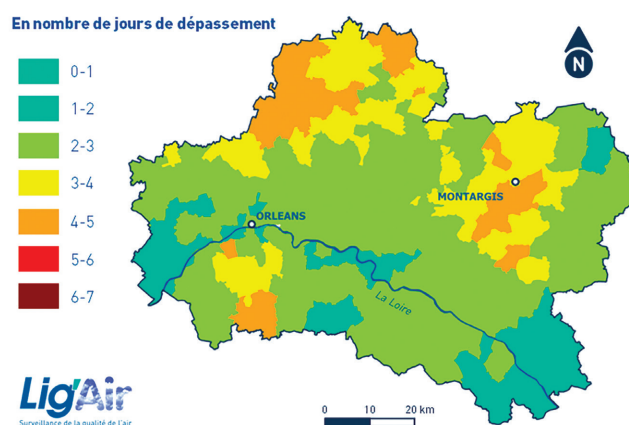 En nombre de jours de dépassement
0-1
1-2
2-3
3-4
4-5
5-6
6-7
N
ORLEANS
MONTARGIS
La Loire
Lig'Air
Surveillance de la qualité de l'air
0 10 20 km